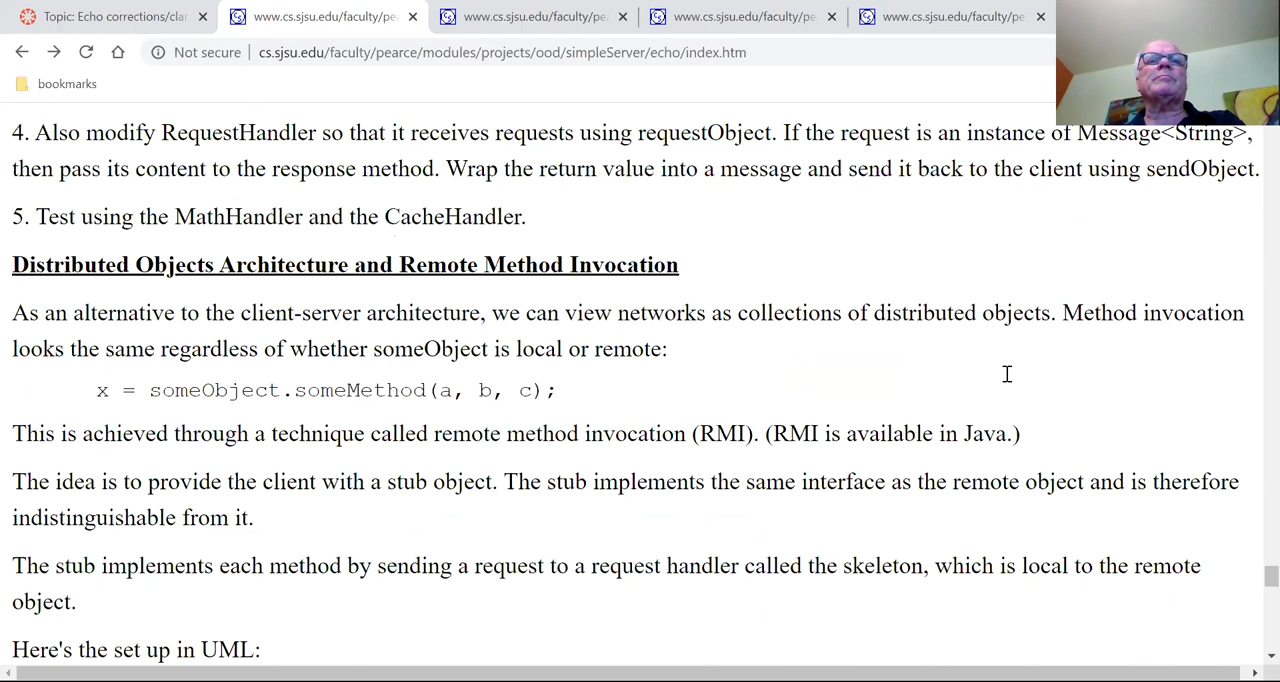 Topic: Echo corrections/cla
www.cs.sjsu.edu/faculty/pe
www.cs.sjsu.edu/faculty/pe
www.cs.sjsu.edu/faculty/pe
www.cs.sjsu.edu/faculty/pe
Not secure
cs.sjsu.edu/faculty/pearce/modules/projects/ood/simpleServer/echo/index.htm
bookmarks
4. Also modify RequestHandler so that it receives requests using requestObject. If the request is an instance of Message<String>,
then pass its content to the response method. Wrap the return value into a message and send it back to the client using sendObject.
5. Test using the MathHandler and the CacheHandler.
Distributed Objects Architecture and Remote Method Invocation
As an alternative to the client-server architecture, we can view networks as collections of distributed objects. Method invocation
looks the same regardless of whether someObject is local or remote:
x = someObject.someMethod(a, b, c);
This is achieved through a technique called remote method invocation (RMI). (RMI is available in Java.)
The idea is to provide the client with a stub object. The stub implements the same interface as the remote object and is therefore
indistinguishable from it.
The stub implements each method by sending a request to a request handler called the skeleton, which is local to the remote
object.
Here's the set up in UML: